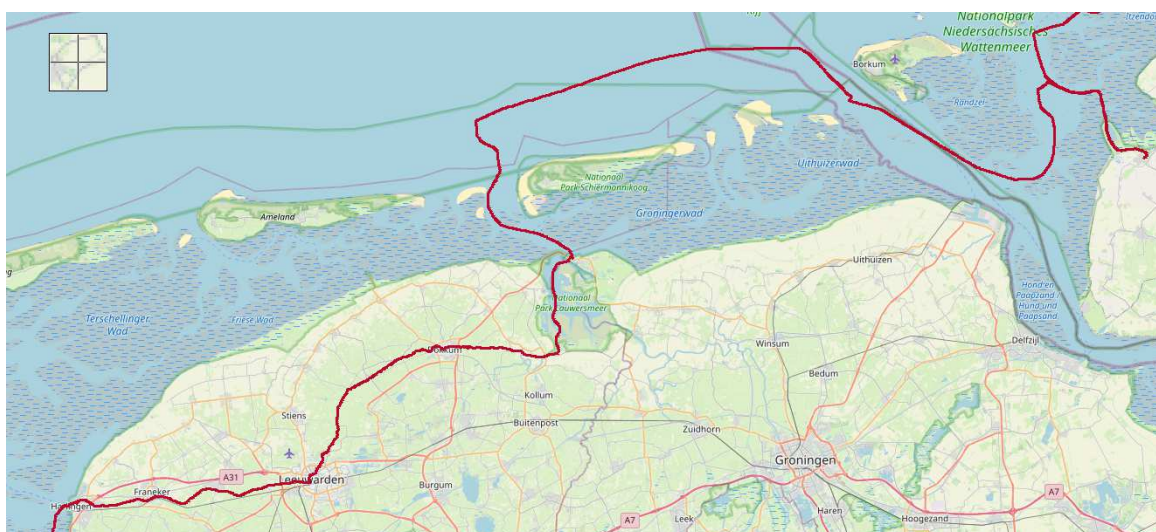 Riff
Nationalpark
Niedersächsisches
Wattenmeer
Itzendo
Borkum
Randzel
Uithuizerwad
Nationaal
Park Schiermonnikoog
Ameland
Groningerwad
Uithuizen
Terschellinger
Wad
Friese Wad
Nationaal
Park Lauwersmeer
Hond en
Paapzand /
Hund und
Paapsand
Dokkum
Winsum
Delfzijl
Bedum
Kollum
Stiens
Buitenpost
Zuidhorn
Groningen
A31
Leeuwarden
Franeker
Burgum
Harlingen
A7
Haren
Leek
Hoogezand
A7